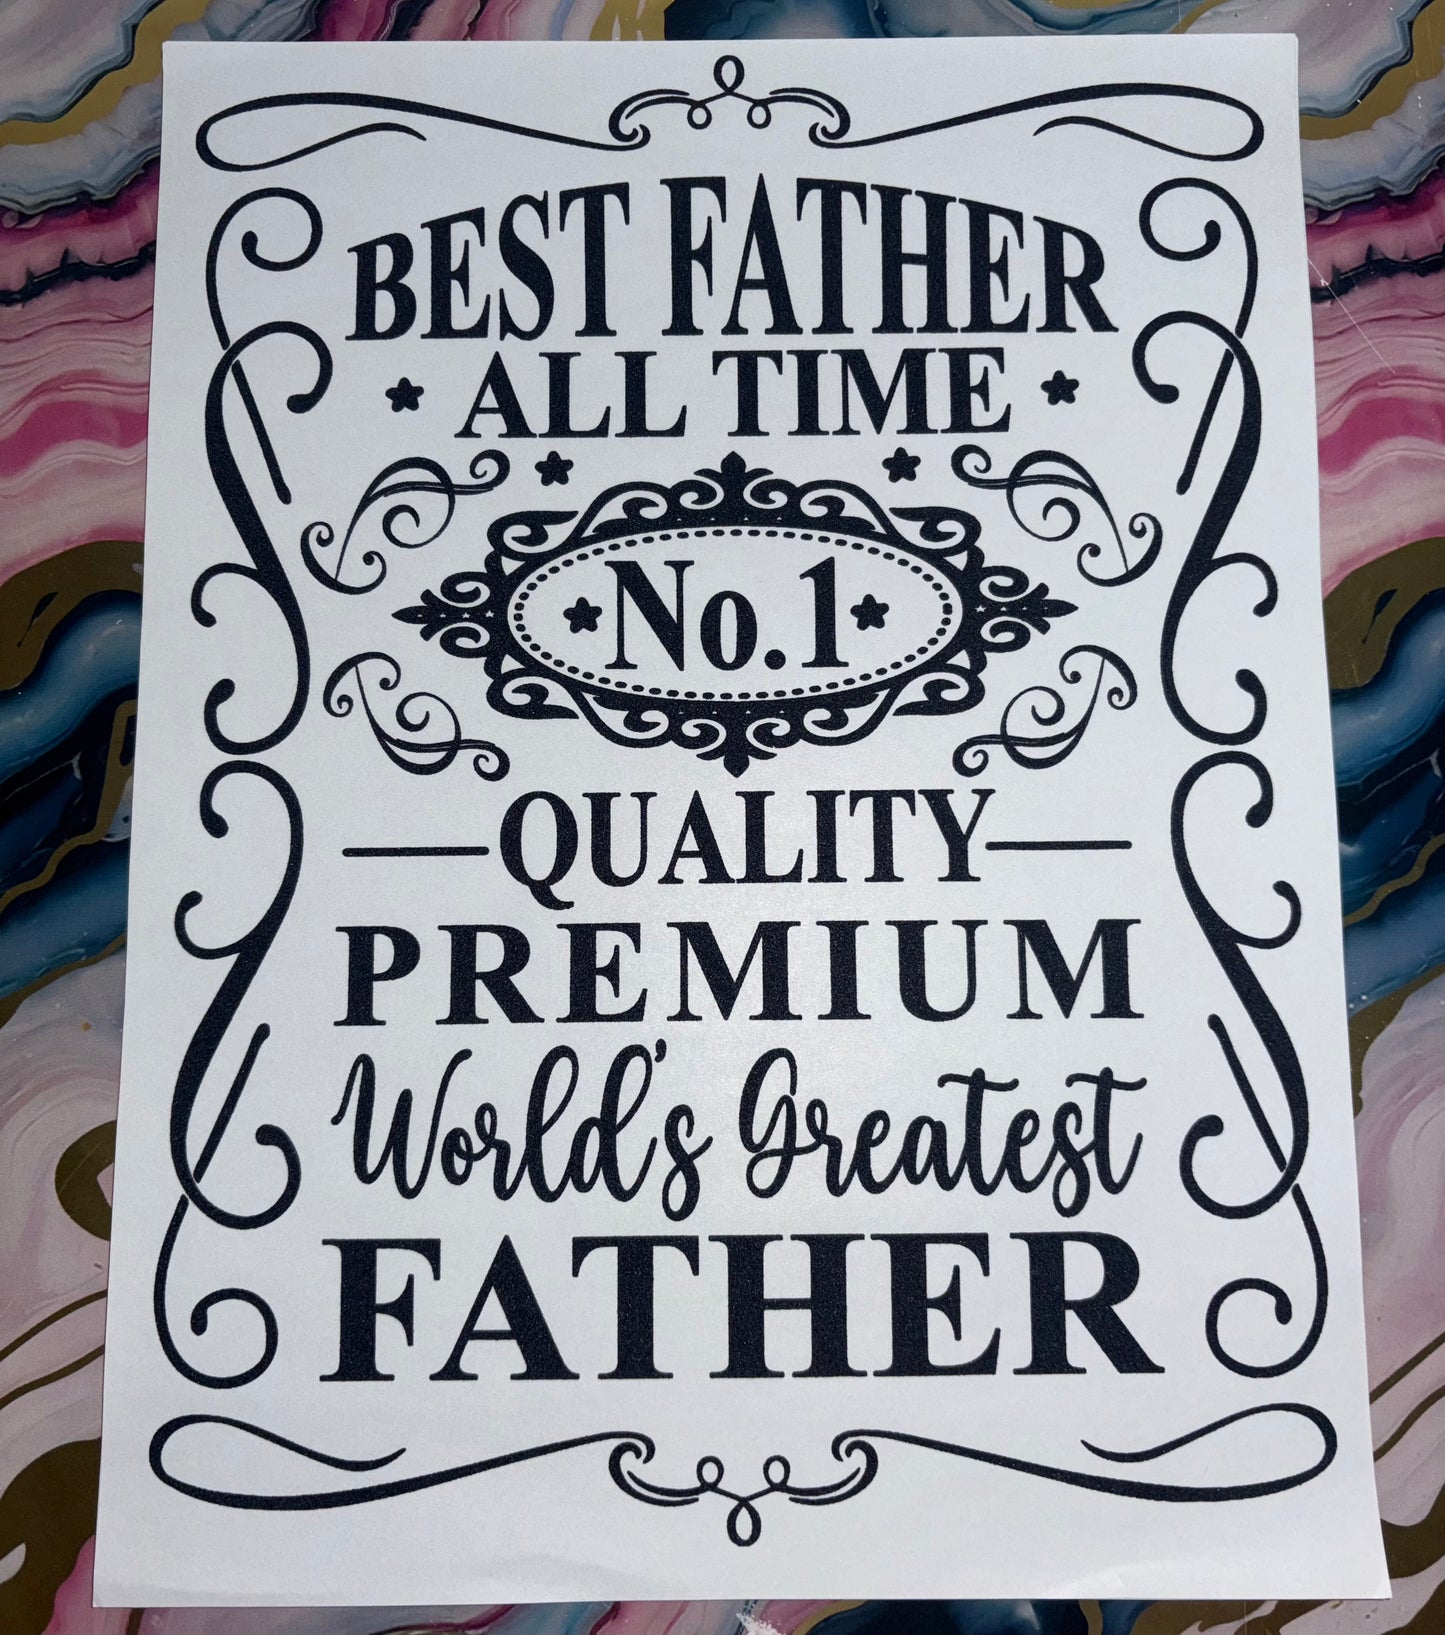 BEST FATHER
ALL TIME
No.1
QUALITY
PREMIUM
World's Greatest
FATHER